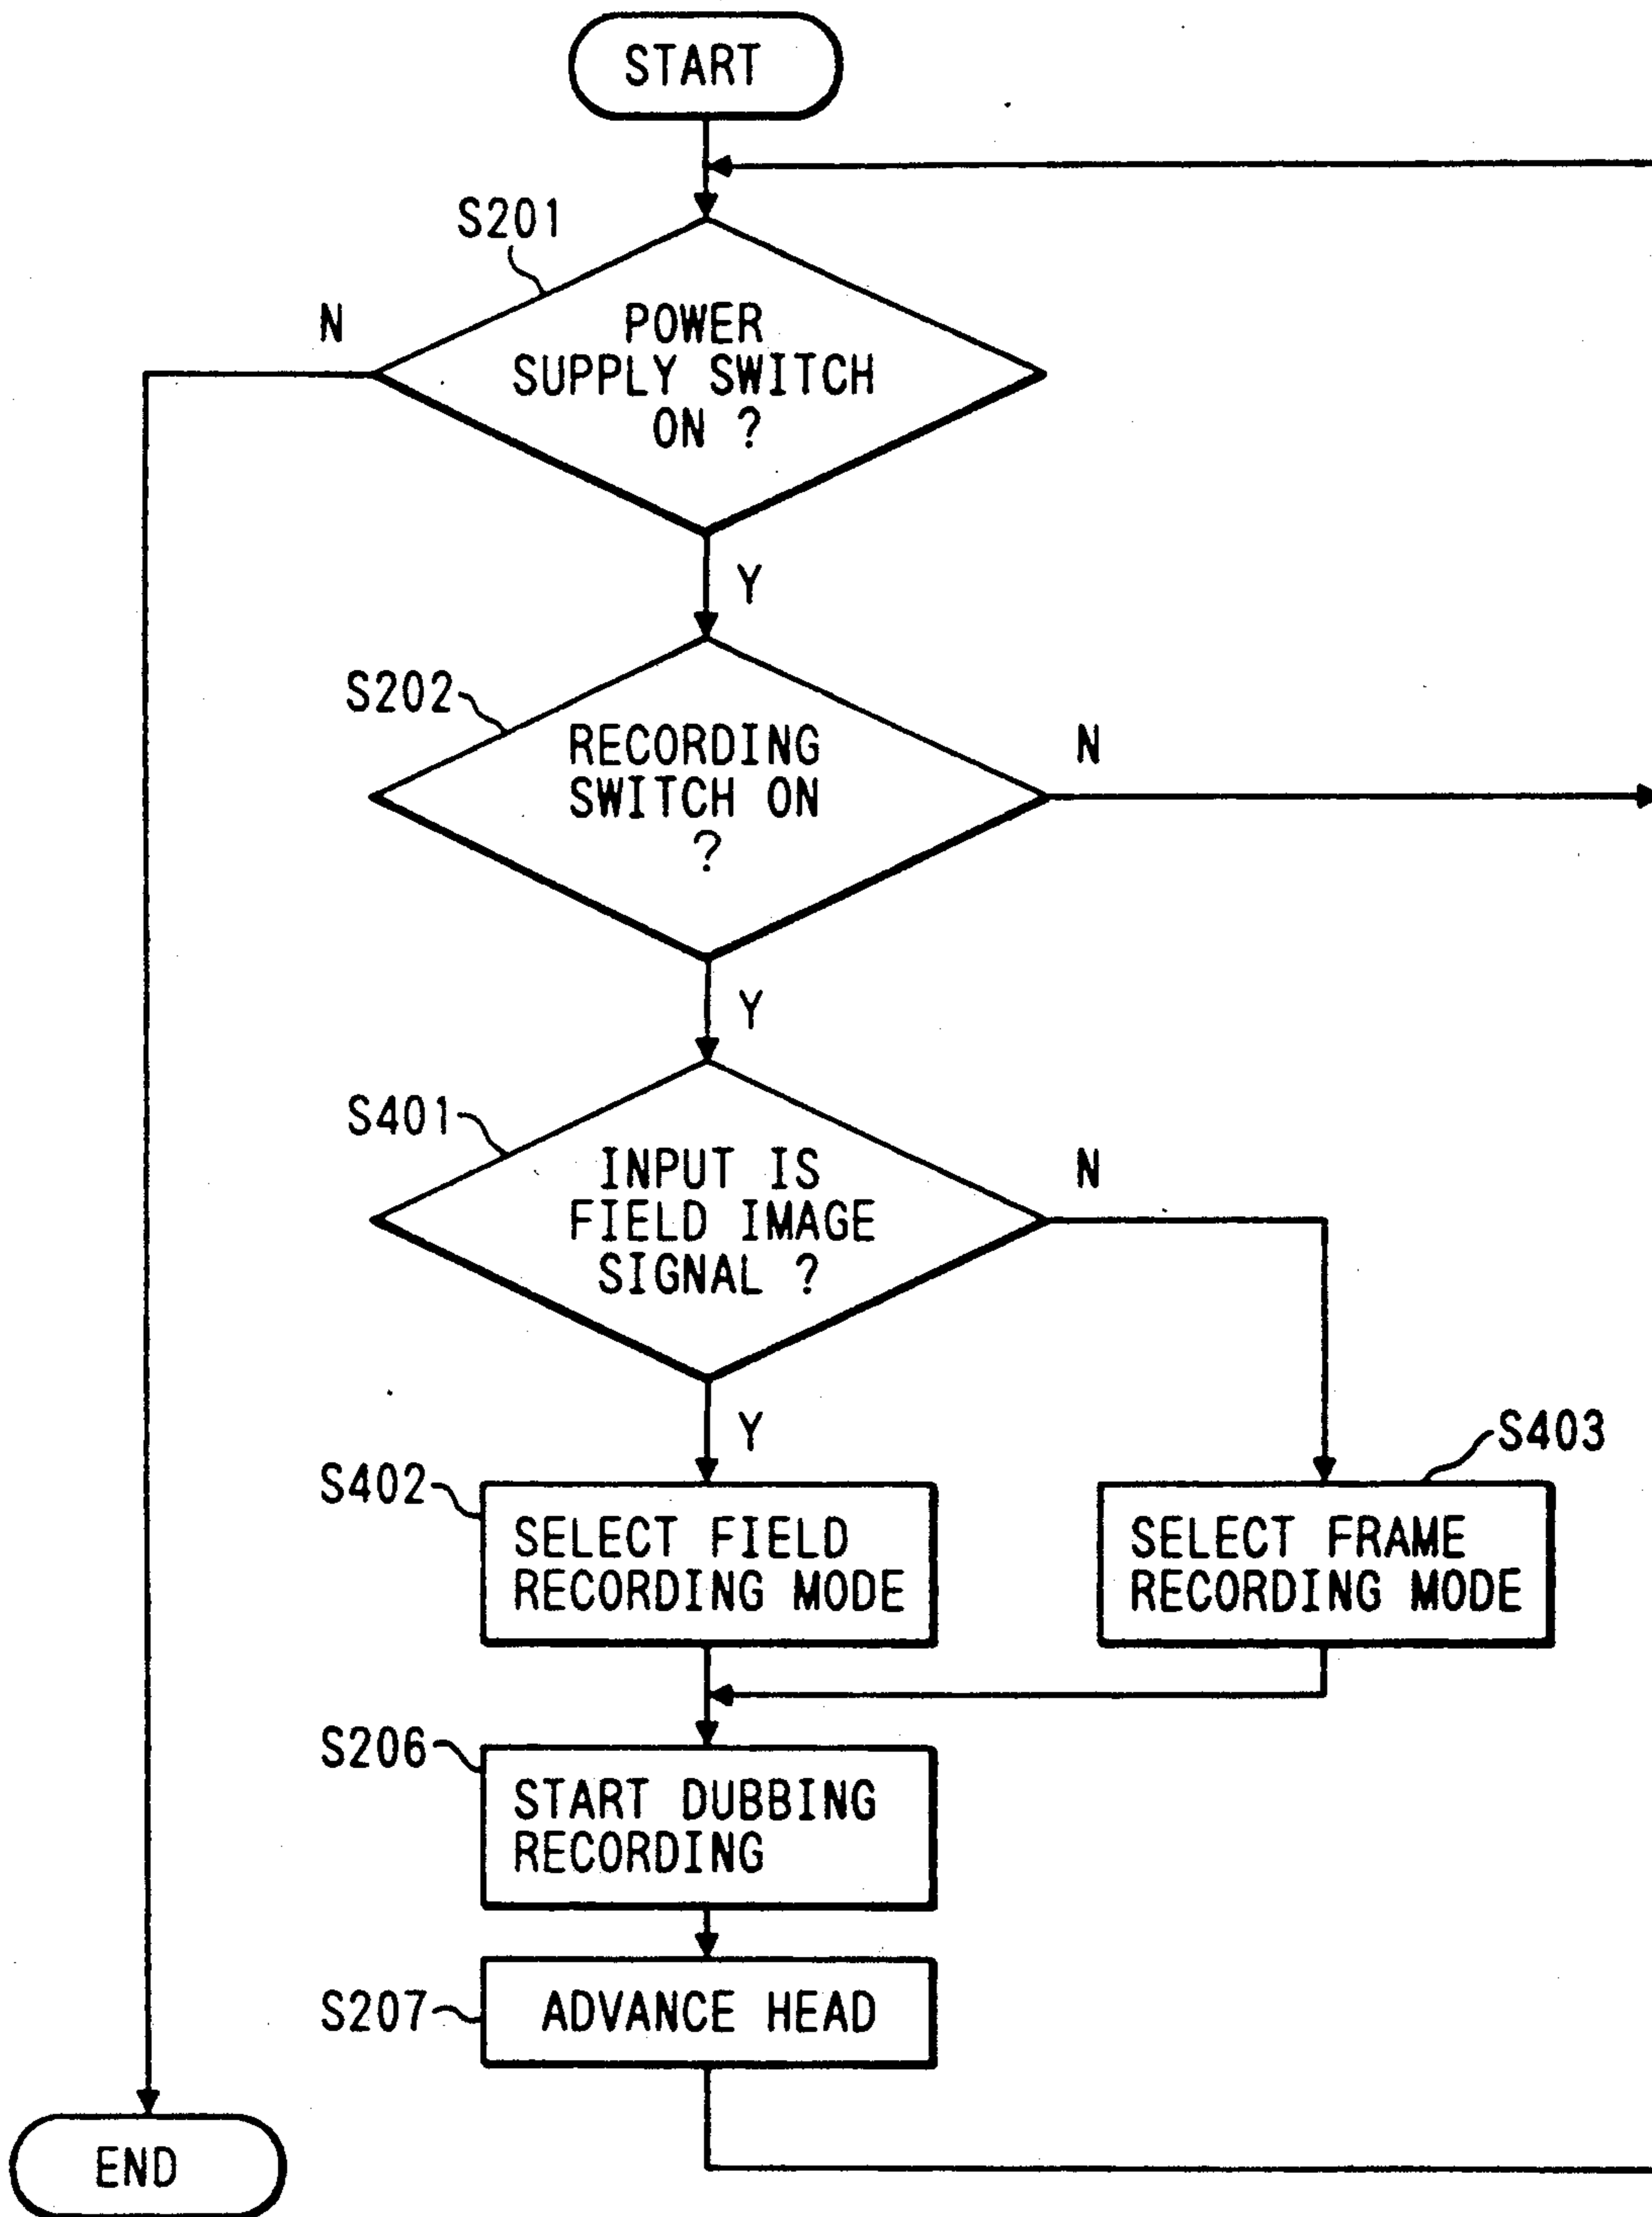 START
S201
N
POWER
SUPPLY SWITCH
ON ?
Y
S202
RECORDING
SWITCH ON
?
N
Y
S401
INPUT IS
FIELD IMAGE
SIGNAL ?
N
Y
S402
SELECT FIELD
RECORDING MODE
S403
SELECT FRAME
RECORDING MODE
S206
START DUBBING
RECORDING
S207
ADVANCE HEAD
END